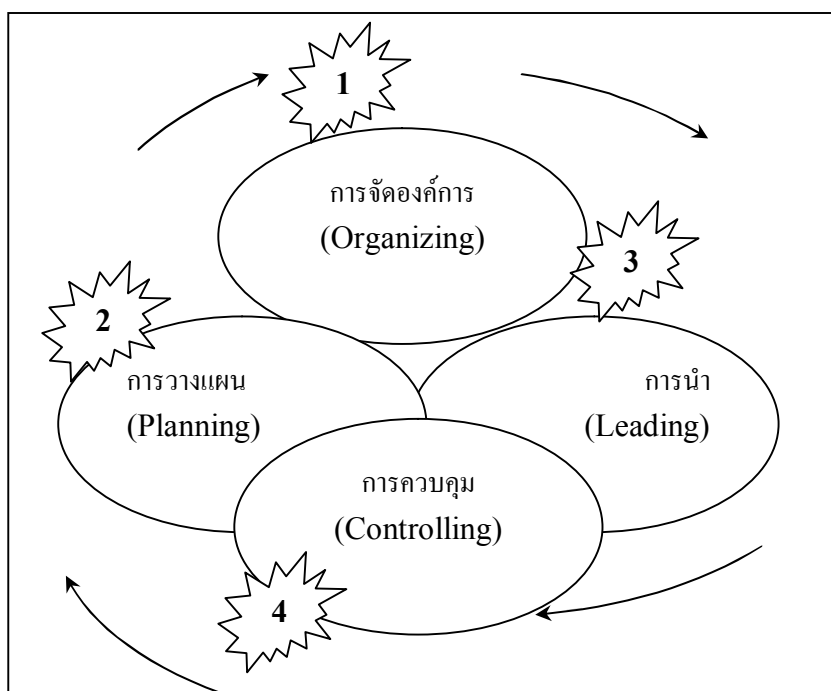 1
การจัดองค์การ
(Organizing)
3
2
การวางแผน
(Planning)
การนำ
(Leading)
การควบคุม
(Controlling)
4